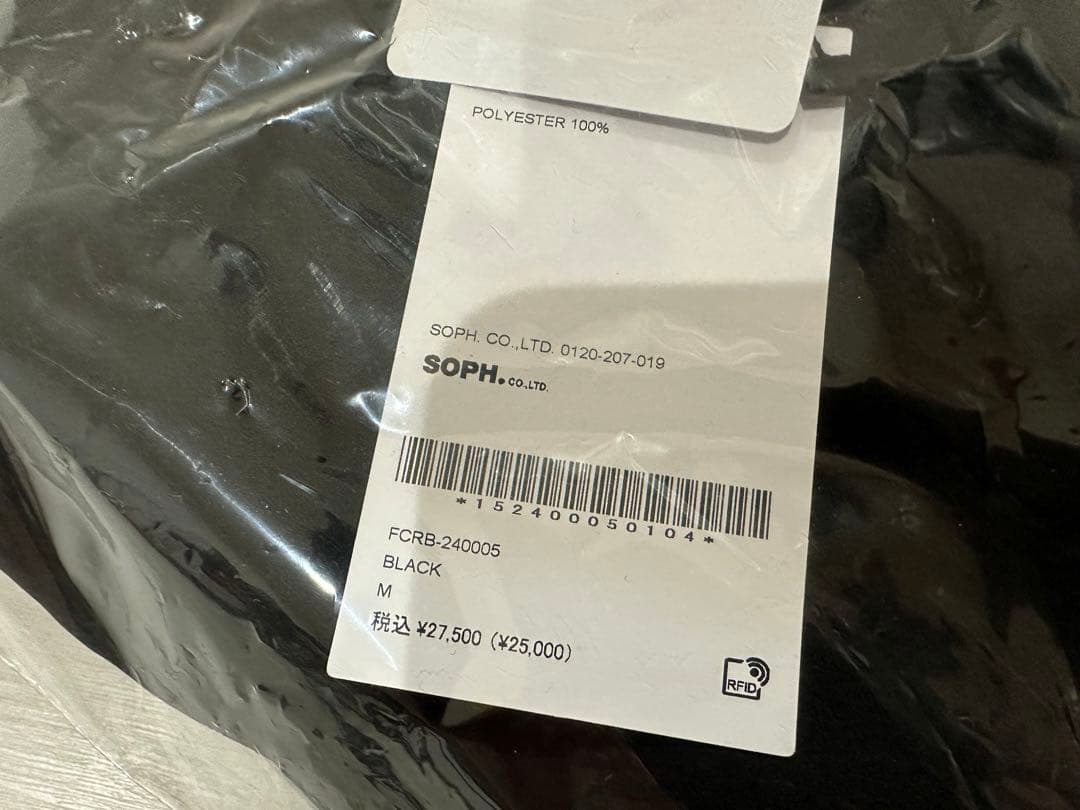 POLYESTER 100%
SOPH. CO.,LTD. 0120-207-019
SOPH.CO.,LTD.
*152400050104*
FCRB-240005
BLACK
M
税込 ¥27,500 (¥25,000)
RFID